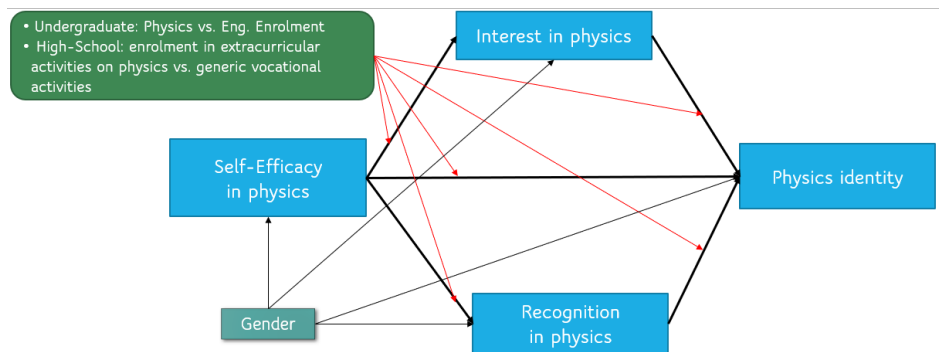 • Undergraduate: Physics vs. Eng. Enrolment
• High-School: enrolment in extracurricular
activities on physics vs. generic vocational
activities
Interest in physics
Self-Efficacy
in physics
Physics identity
Gender
Recognition
in physics